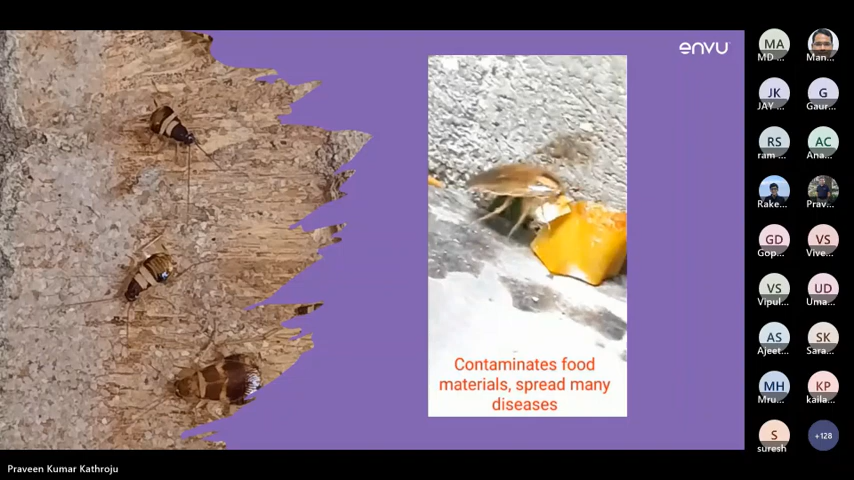 envu
Contaminates food
materials, spread many
diseases
MA
MD ...
Man...
JK
JAY ...
G
Gaur...
RS
ram ...
AC
Ana...
Rake...
Prav...
GD
Gop...
VS
Vive...
VS
Vipul...
UD
Uma...
AS
Ajeet...
SK
Sara...
MH
Mru...
KP
kaila...
S
suresh
+128
Praveen Kumar Kathroju